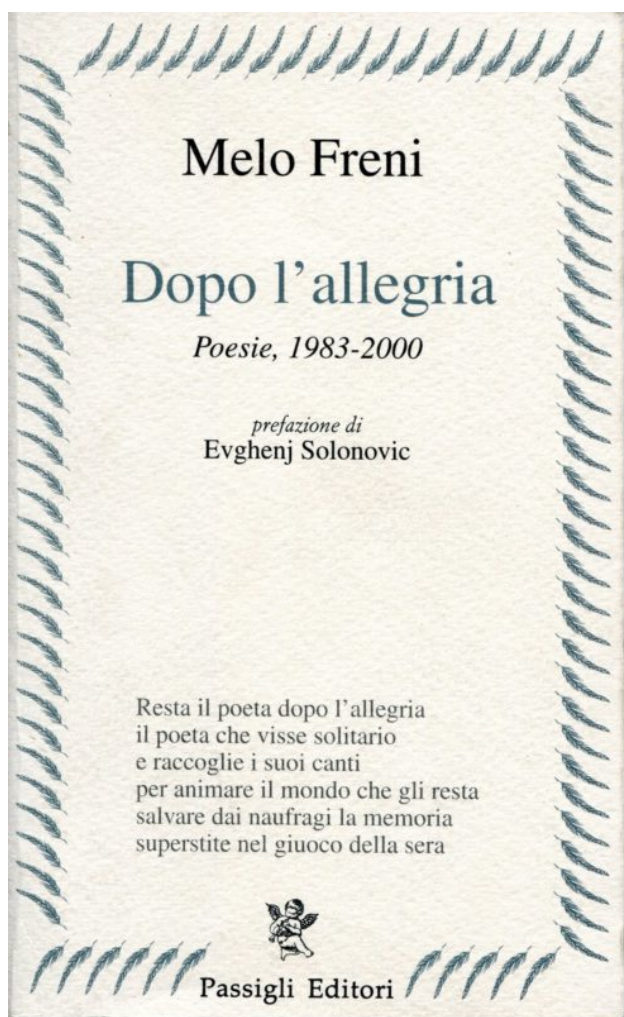 Melo Freni
Dopo l'allegria
Poesie, 1983-2000
prefazione di
Evghenj Solonovic
Resta il poeta dopo l'allegria
il poeta che visse solitario
e raccoglie i suoi canti
per animare il mondo che gli resta
salvare dai naufragi la memoria
superstite nel giuoco della sera
Passigli Editori